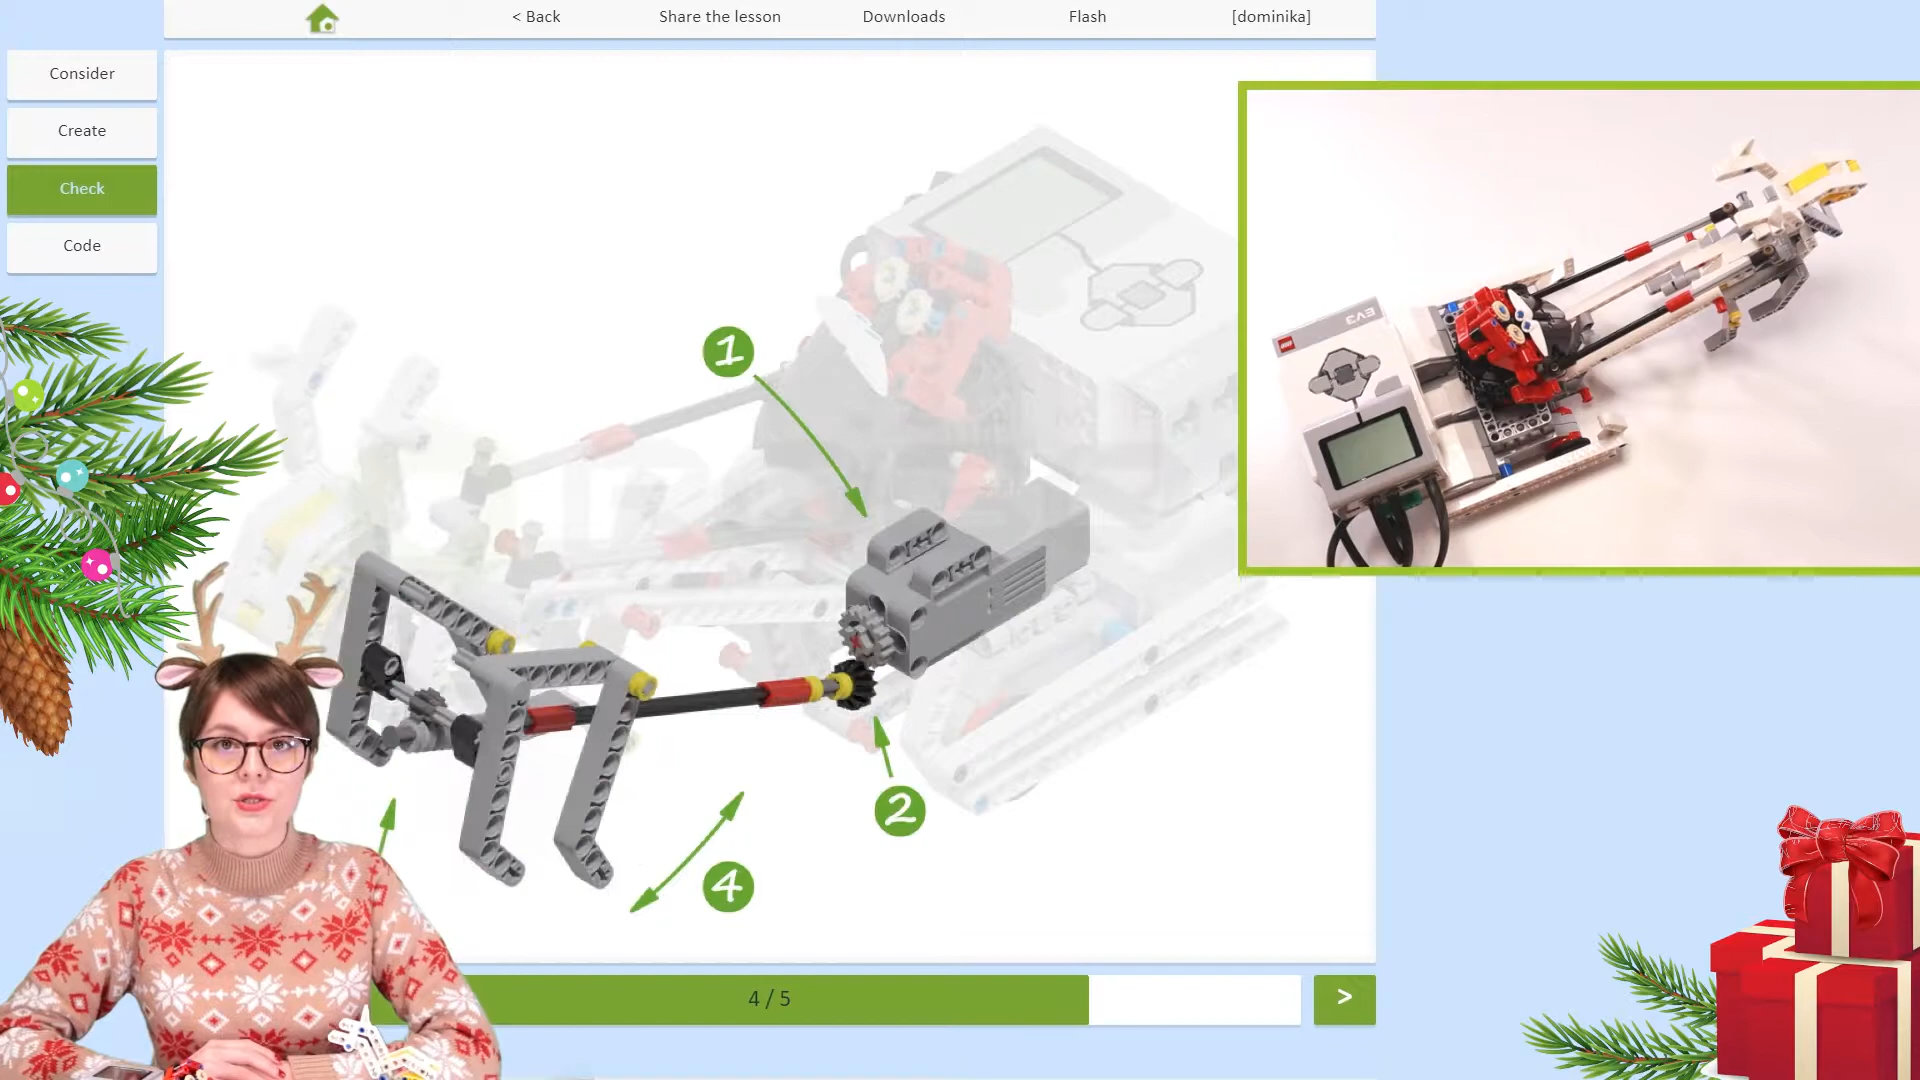 < Back
Share the lesson
Downloads
Flash
[dominika]
Consider
Create
Check
Code
1
EV3
2
4
4 / 5
>